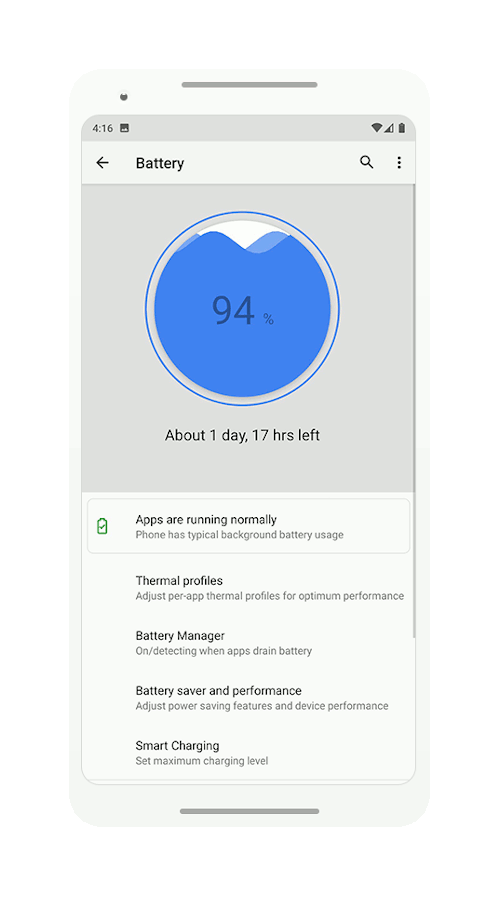 4:16
Battery
94 %
About 1 day, 17 hrs left
Apps are running normally
Phone has typical background battery usage
Thermal profiles
Adjust per-app thermal profiles for optimum performance
Battery Manager
On/detecting when apps drain battery
Battery saver and performance
Adjust power saving features and device performance
Smart Charging
Set maximum charging level